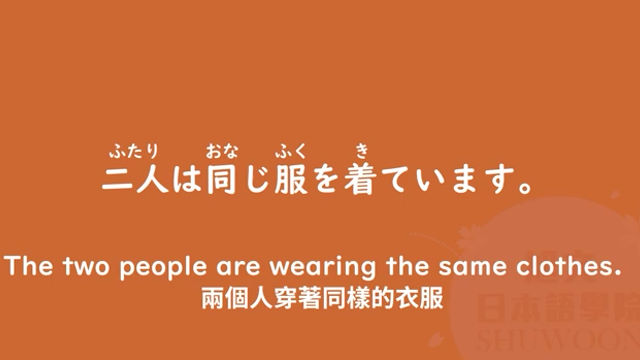 ふたり おな ふく き
二人は同じ服を着ています。
The two people are wearing the same clothes.
兩個人穿著同樣的衣服
日本語學院
SHUWOON